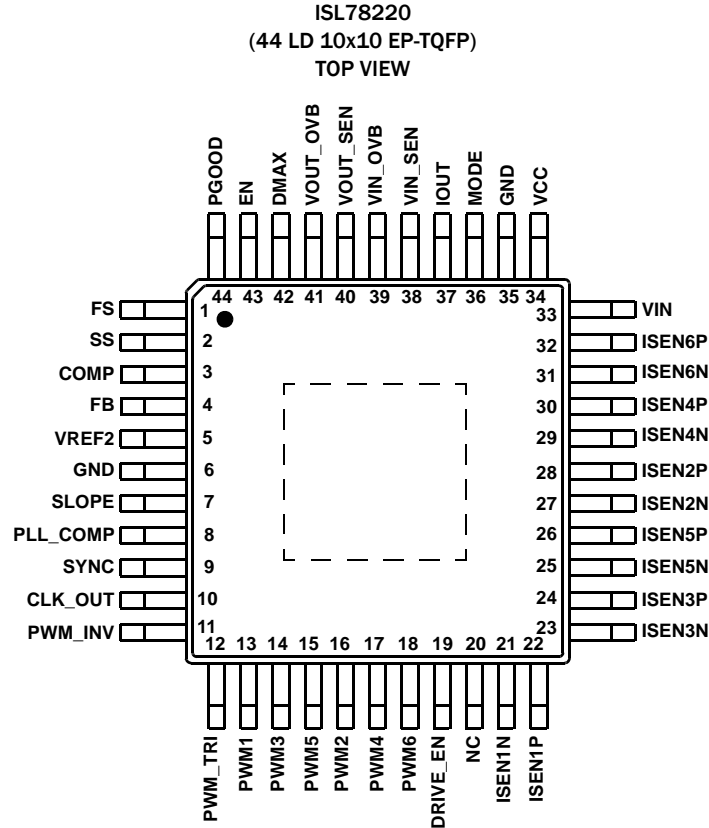 ISL78220
(44 LD 10x10 EP-TQFP)
TOP VIEW
PGOOD
EN
DMAX
VOUT_OVB
VOUT_SEN
VIN_OVB
VIN_SEN
IOUT
MODE
GND
VCC
44 43 42 41 40 39 38 37 36 35 34
FS 1
SS 2
COMP 3
FB 4
VREF2 5
GND 6
SLOPE 7
PLL_COMP 8
SYNC 9
CLK_OUT 10
PWM_INV 11
33 VIN
32 ISEN6P
31 ISEN6N
30 ISEN4P
29 ISEN4N
28 ISEN2P
27 ISEN2N
26 ISEN5P
25 ISEN5N
24 ISEN3P
23 ISEN3N
12 13 14 15 16 17 18 19 20 21 22
PWM_TRI
PWM1
PWM3
PWM5
PWM2
PWM4
PWM6
DRIVE_EN
NC
ISEN1N
ISEN1P